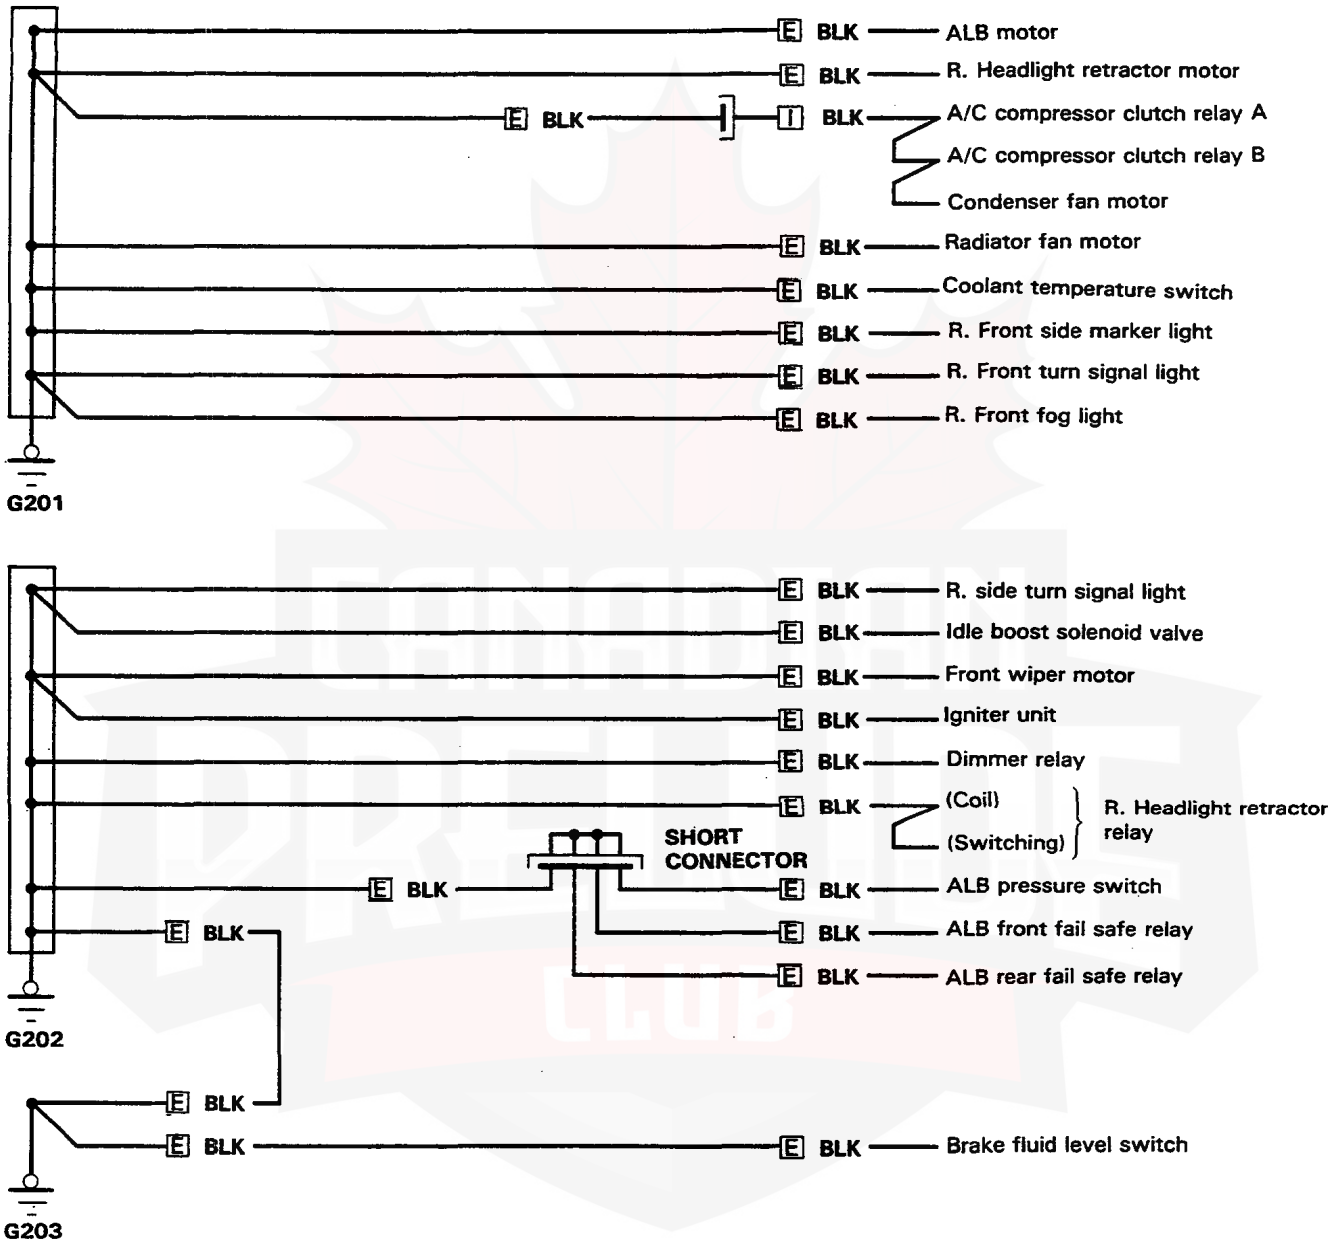 E BLK ALB motor
E BLK R. Headlight retractor motor
E BLK I BLK A/C compressor clutch relay A
A/C compressor clutch relay B
Condenser fan motor
E BLK Radiator fan motor
E BLK Coolant temperature switch
E BLK R. Front side marker light
E BLK R. Front turn signal light
E BLK R. Front fog light
G201
E BLK R. side turn signal light
E BLK Idle boost solenoid valve
E BLK Front wiper motor
E BLK Igniter unit
E BLK Dimmer relay
E BLK (Coil)
(Switching)
R. Headlight retractor
relay
SHORT
CONNECTOR
E BLK E BLK ALB pressure switch
E BLK E BLK ALB front fail safe relay
E BLK ALB rear fail safe relay
G202
E BLK
E BLK E BLK Brake fluid level switch
G203
CANADIAN
PRELUDE
CLUB